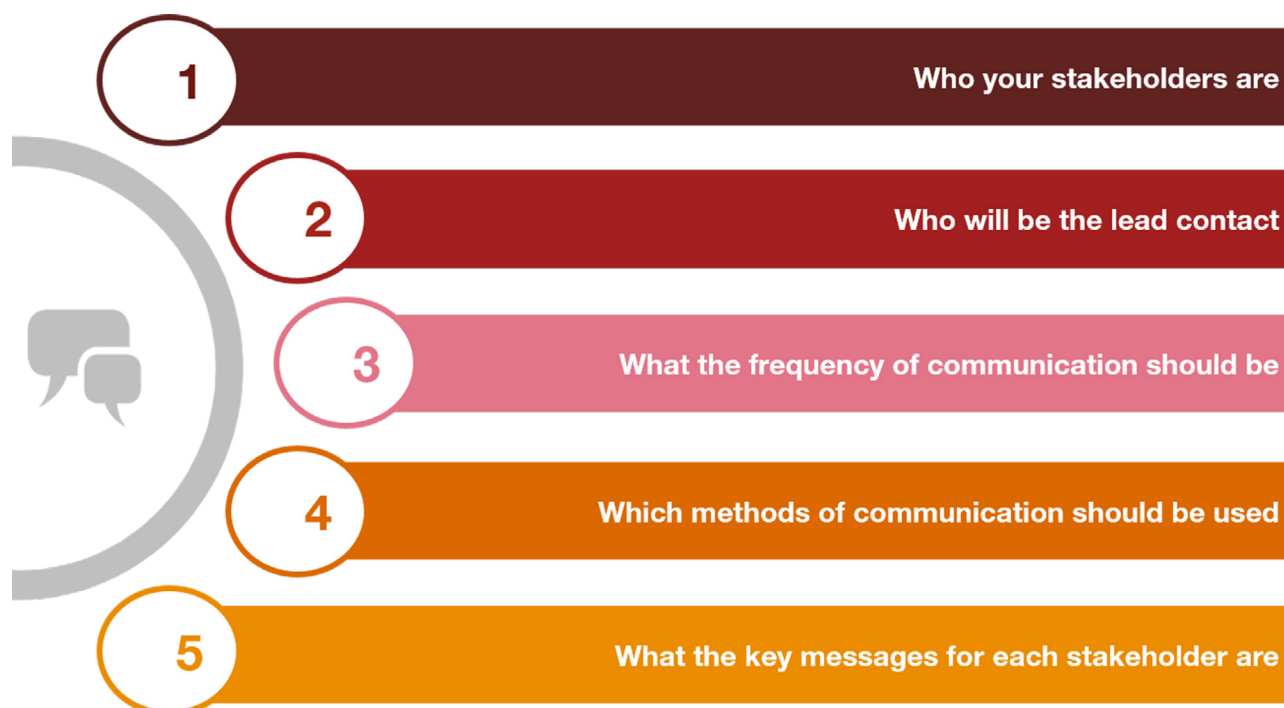 1
Who your stakeholders are
2
Who will be the lead contact
3
What the frequency of communication should be
4
Which methods of communication should be used
5
What the key messages for each stakeholder are